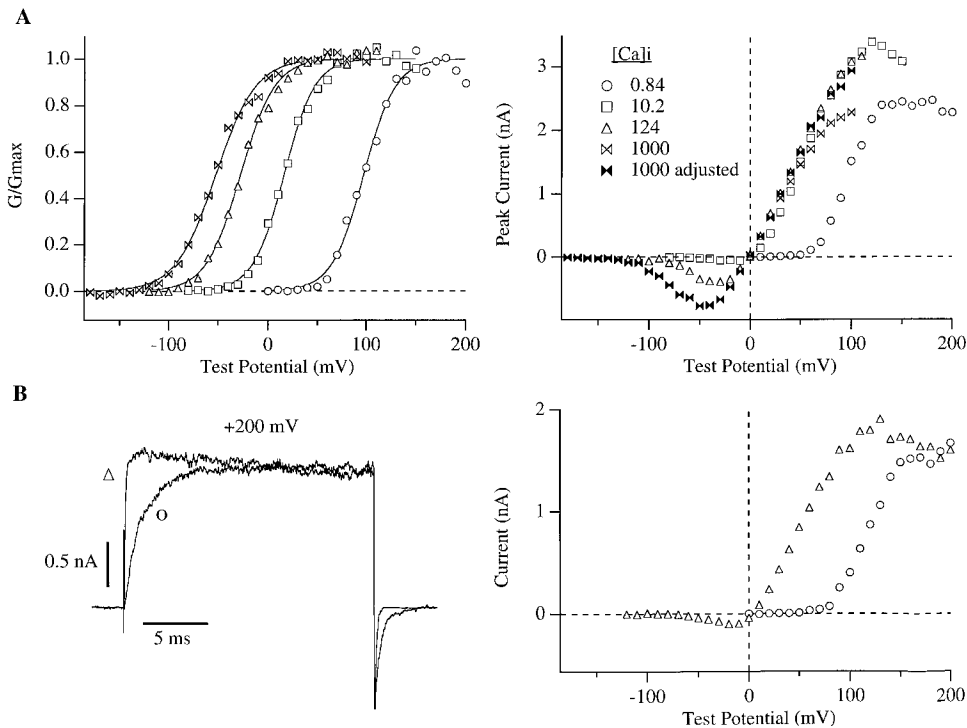 A
G/Gmax
1.0
0.8
0.6
0.4
0.2
0.0
-100
0
100
200
Test Potential (mV)
Peak Current (nA)
3
2
1
0
[Ca]i
0.84
10.2
124
1000
1000 adjusted
-100
0
100
200
Test Potential (mV)
B
+200 mV
0.5 nA
5 ms
Current (nA)
2
1
0
-100
0
100
200
Test Potential (mV)